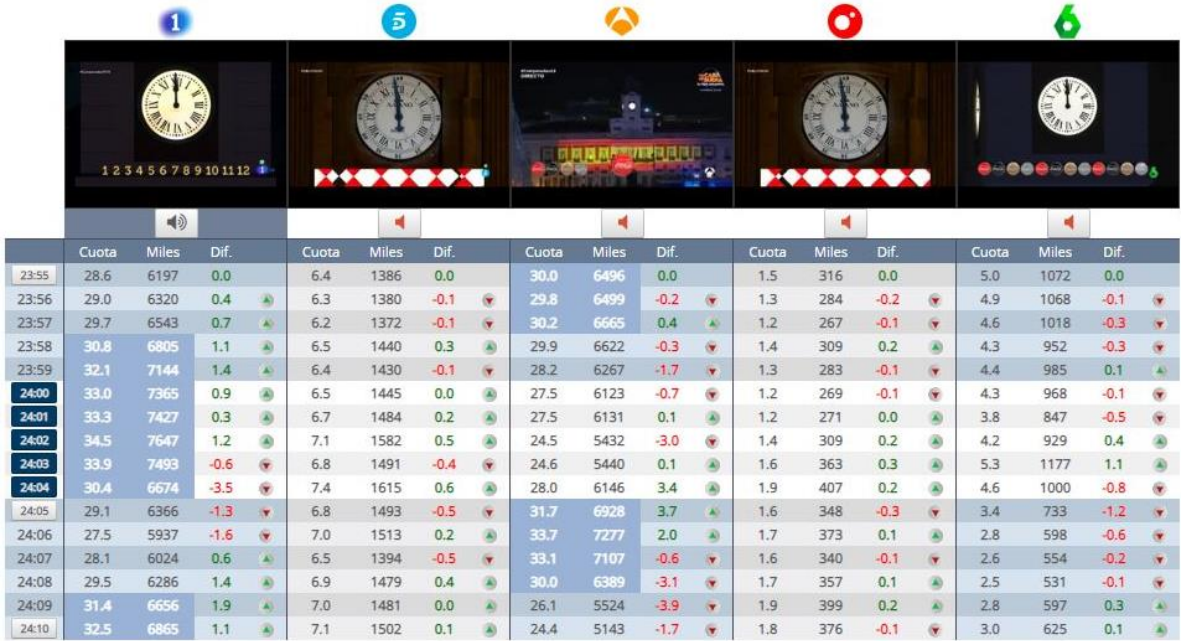 1 5 6
#Campanadas2018
PUBLICIDAD
#CampanadasA3
DIRECTO
PUBLICIDAD
1 2 3 4 5 6 7 8 9 10 11 12 1
Cuota Miles Dif. Cuota Miles Dif. Cuota Miles Dif. Cuota Miles Dif. Cuota Miles Dif.
23:55 28.6 6197 0.0 6.4 1386 0.0 30.0 6496 0.0 1.5 316 0.0 5.0 1072 0.0
23:56 29.0 6320 0.4 6.3 1380 -0.1 29.8 6499 -0.2 1.3 284 -0.2 4.9 1068 -0.1
23:57 29.7 6543 0.7 6.2 1372 -0.1 30.2 6665 0.4 1.2 267 -0.1 4.6 1018 -0.3
23:58 30.8 6805 1.1 6.5 1440 0.3 29.9 6622 -0.3 1.4 309 0.2 4.3 952 -0.3
23:59 32.1 7144 1.4 6.4 1430 -0.1 28.2 6267 -1.7 1.3 283 -0.1 4.4 985 0.1
24:00 33.0 7365 0.9 6.5 1445 0.0 27.5 6123 -0.7 1.2 269 -0.1 4.3 968 -0.1
24:01 33.3 7427 0.3 6.7 1484 0.2 27.5 6131 0.1 1.2 271 0.0 3.8 847 -0.5
24:02 34.5 7647 1.2 7.1 1582 0.5 24.5 5432 -3.0 1.4 309 0.2 4.2 929 0.4
24:03 33.9 7493 -0.6 6.8 1491 -0.4 24.6 5440 0.1 1.6 363 0.3 5.3 1177 1.1
24:04 30.4 6674 -3.5 7.4 1615 0.6 28.0 6146 3.4 1.9 407 0.2 4.6 1000 -0.8
24:05 29.1 6366 -1.3 6.8 1493 -0.5 31.7 6928 3.7 1.6 348 -0.3 3.4 733 -1.2
24:06 27.5 5937 -1.6 7.0 1513 0.2 33.7 7277 2.0 1.7 373 0.1 2.8 598 -0.6
24:07 28.1 6024 0.6 6.5 1394 -0.5 33.1 7107 -0.6 1.6 340 -0.1 2.6 554 -0.2
24:08 29.5 6286 1.4 6.9 1479 0.4 30.0 6389 -3.1 1.7 357 0.1 2.5 531 -0.1
24:09 31.4 6656 1.9 7.0 1481 0.0 26.1 5524 -3.9 1.9 399 0.2 2.8 597 0.3
24:10 32.5 6865 1.1 7.1 1502 0.1 24.4 5143 -1.7 1.8 376 -0.1 3.0 625 0.1